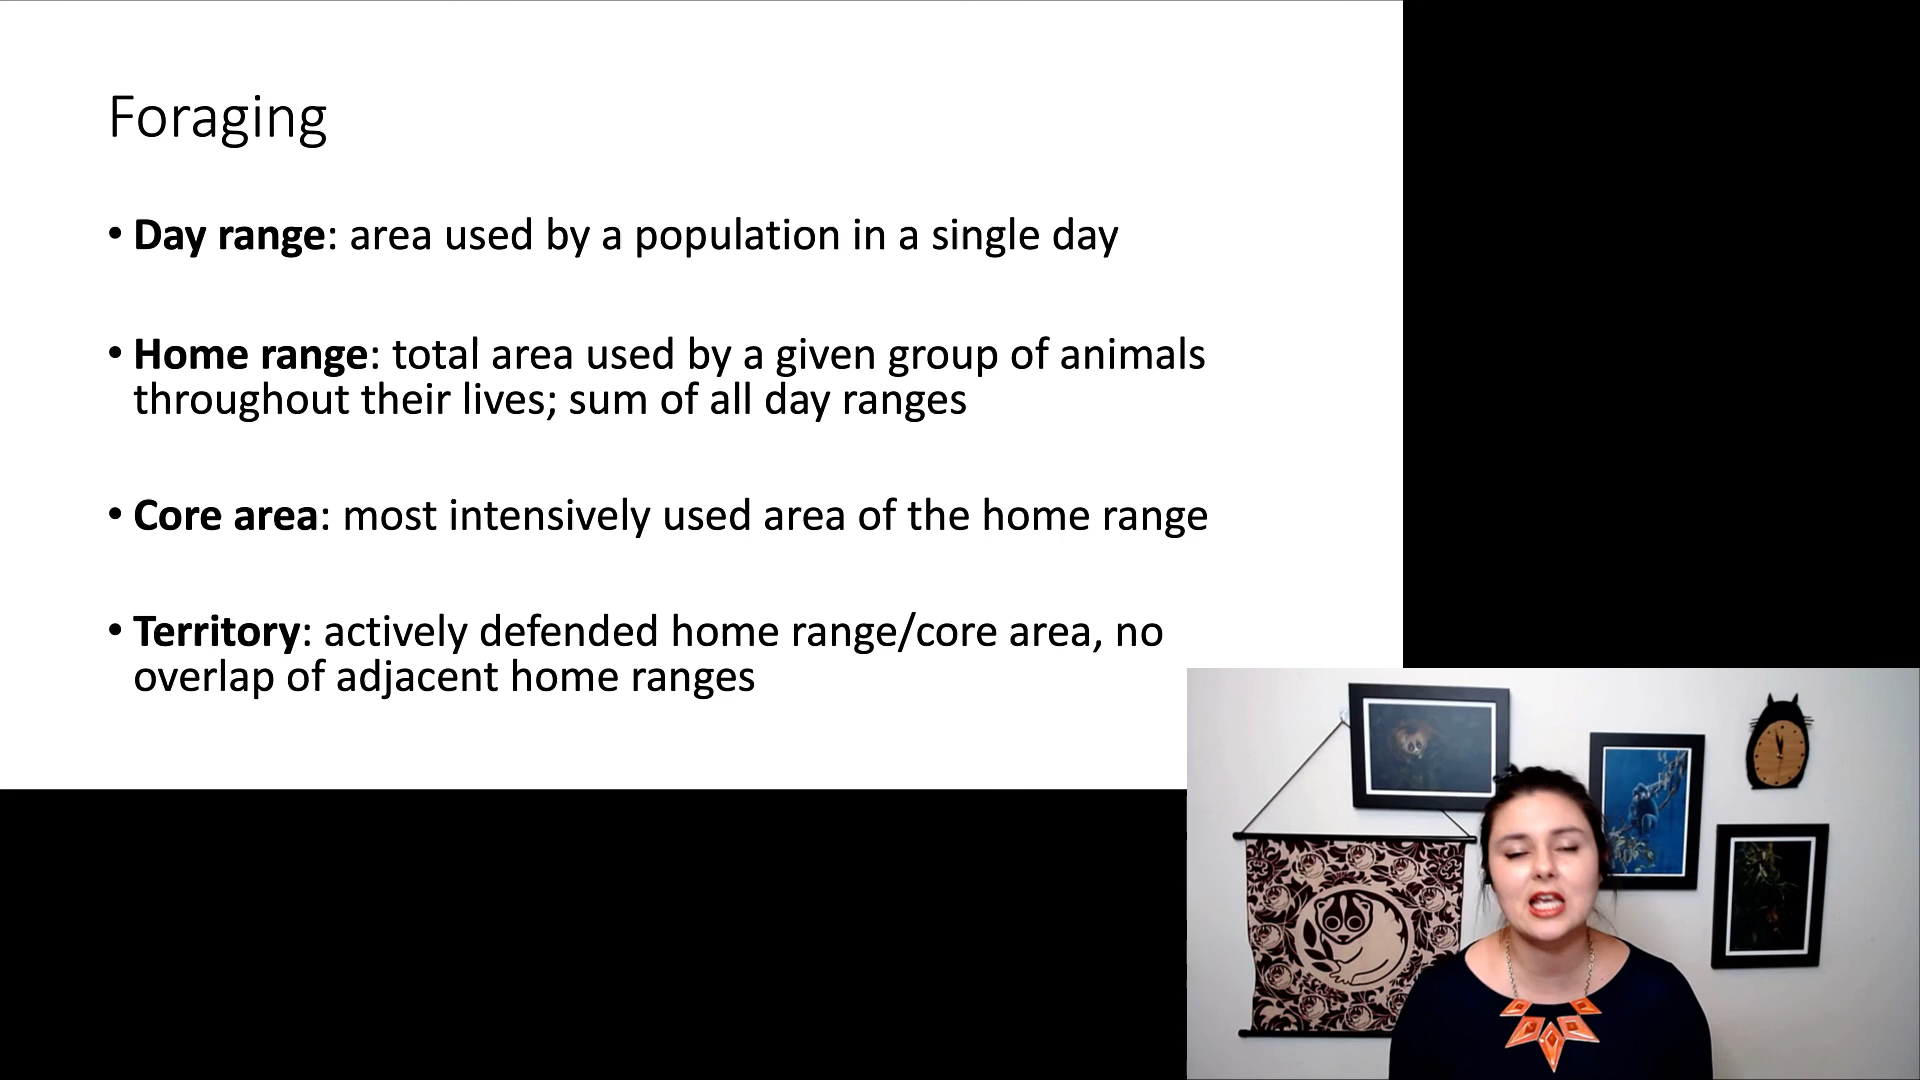 Foraging
• Day range: area used by a population in a single day
• Home range: total area used by a given group of animals
throughout their lives; sum of all day ranges
• Core area: most intensively used area of the home range
• Territory: actively defended home range/core area, no
overlap of adjacent home ranges